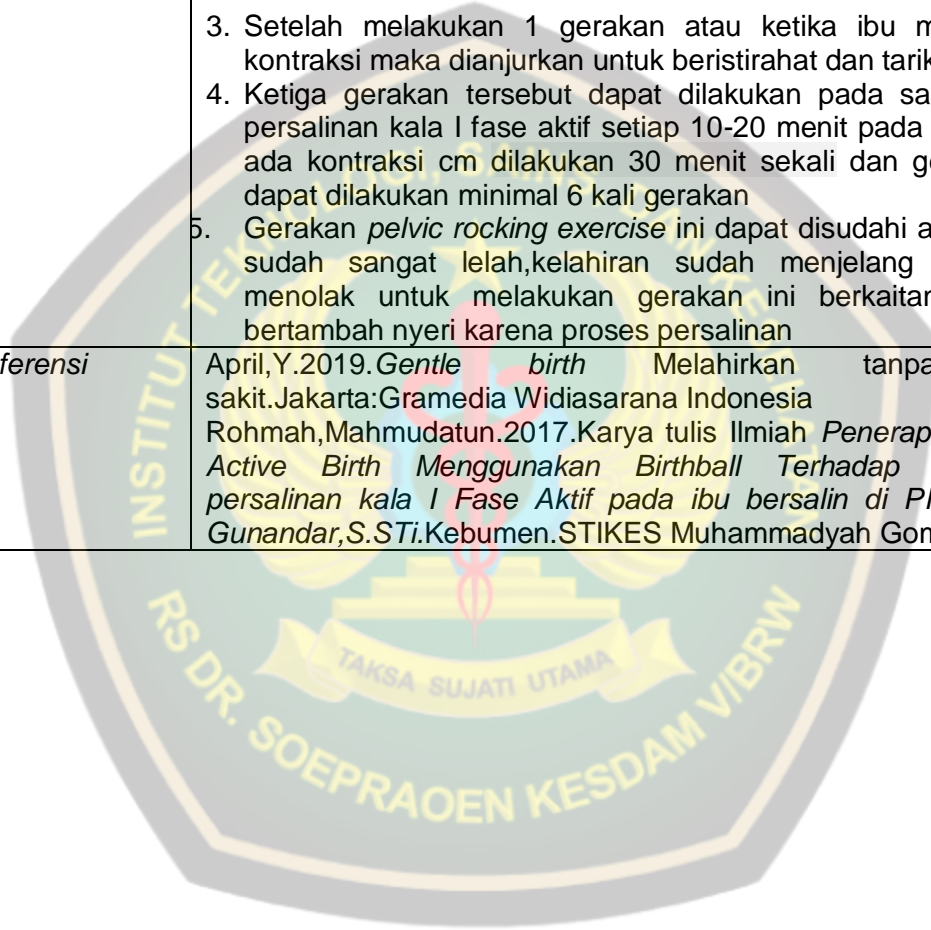 3. Setelah melakukan 1 gerakan atau ketika ibu m
kontraksi maka dianjurkan untuk beristirahat dan tarik
4. Ketiga gerakan tersebut dapat dilakukan pada sa
persalinan kala I fase aktif setiap 10-20 menit pada
ada kontraksi cm dilakukan 30 menit sekali dan ge
dapat dilakukan minimal 6 kali gerakan
5. Gerakan pelvic rocking exercise ini dapat disudahi a
sudah sangat lelah,kelahiran sudah menjelang
menolak untuk melakukan gerakan ini berkaitan
bertambah nyeri karena proses persalinan
ferensi
April,Y.2019.Gentle birth Melahirkan tanpa
sakit.Jakarta:Gramedia Widiasarana Indonesia
Rohmah,Mahmudatun.2017.Karya tulis Ilmiah Penerap
Active Birth Menggunakan Birthball Terhadap
persalinan kala I Fase Aktif pada ibu bersalin di P
Gunandar,S.STi.Kebumen.STIKES Muhammadyah Gom
INSTITUT TEKNOLOGI, SAINS, DAN KESEHATAN
TAKSA SUJATI UTAMA
RS DR. SOEPRAOEN KESDAM V/BRW